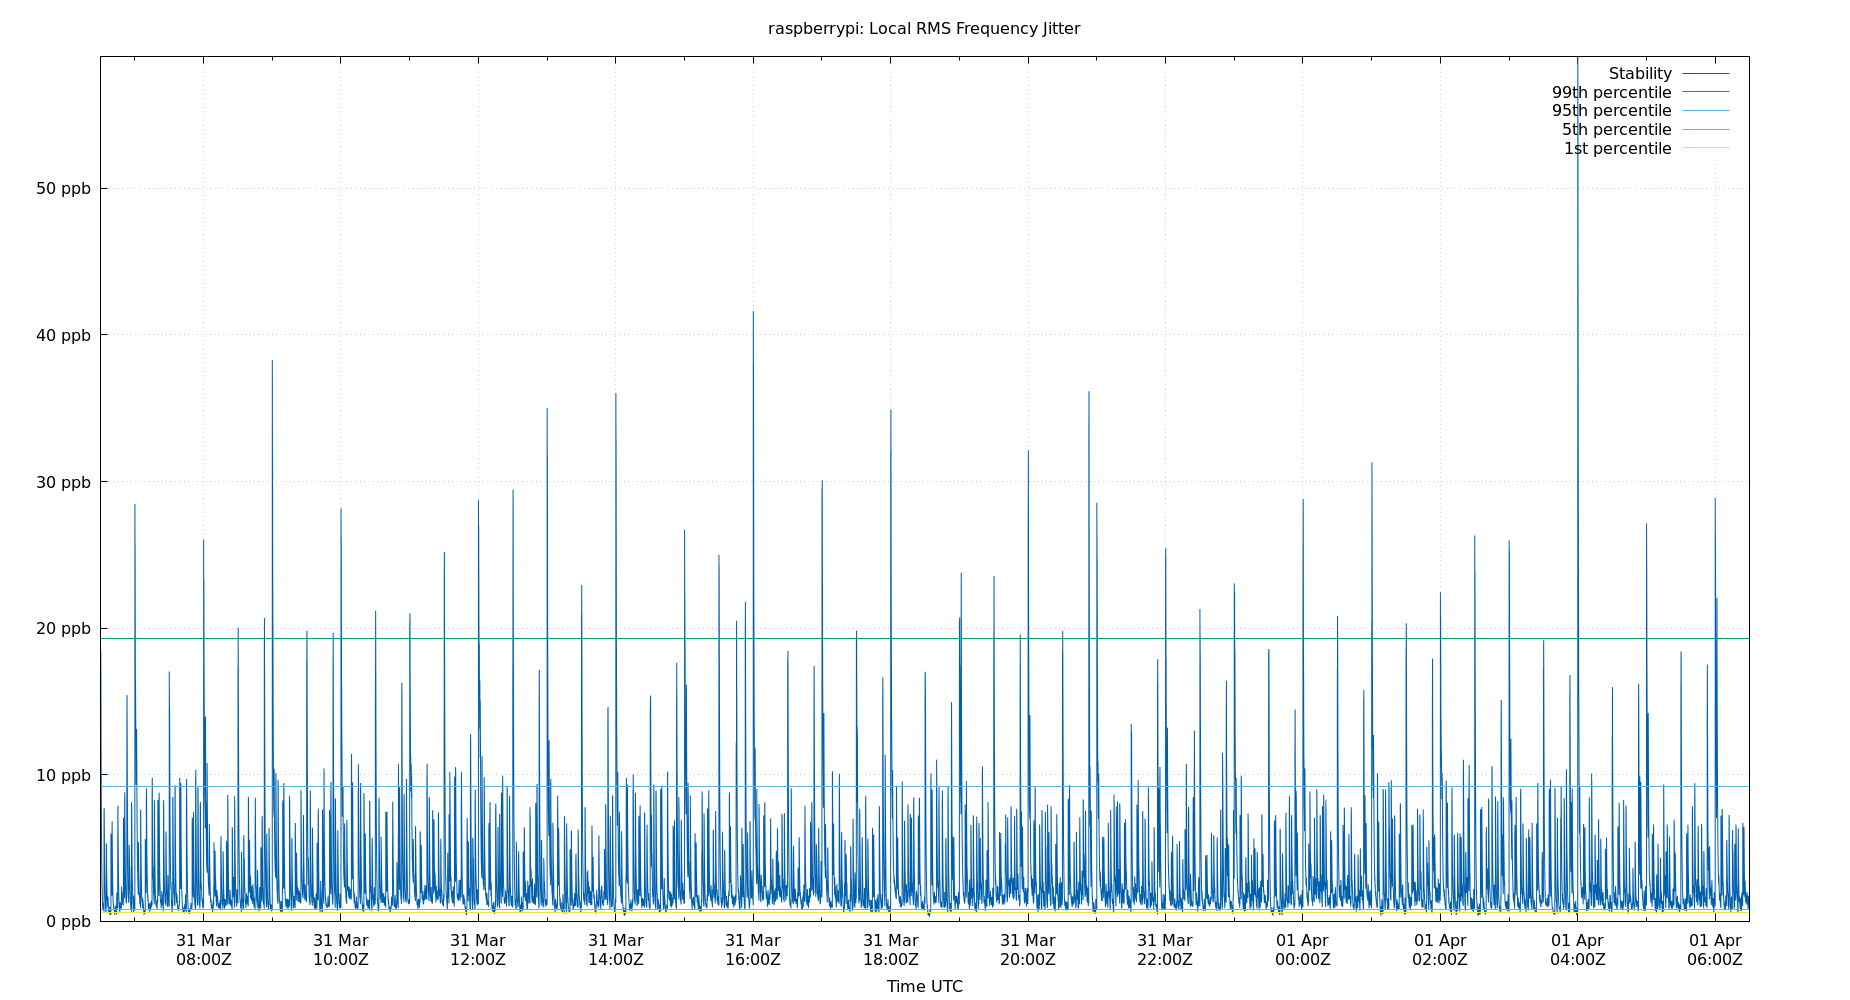 raspberrypi: Local RMS Frequency Jitter
Stability
99th percentile
95th percentile
5th percentile
1st percentile
50 ppb
40 ppb
30 ppb
20 ppb
10 ppb
0 ppb
31 Mar 31 Mar 31 Mar 31 Mar 31 Mar 31 Mar 31 Mar 31 Mar 01 Apr 01 Apr 01 Apr 01 Apr
08:00Z 10:00Z 12:00Z 14:00Z 16:00Z 18:00Z 20:00Z 22:00Z 00:00Z 02:00Z 04:00Z 06:00Z
Time UTC